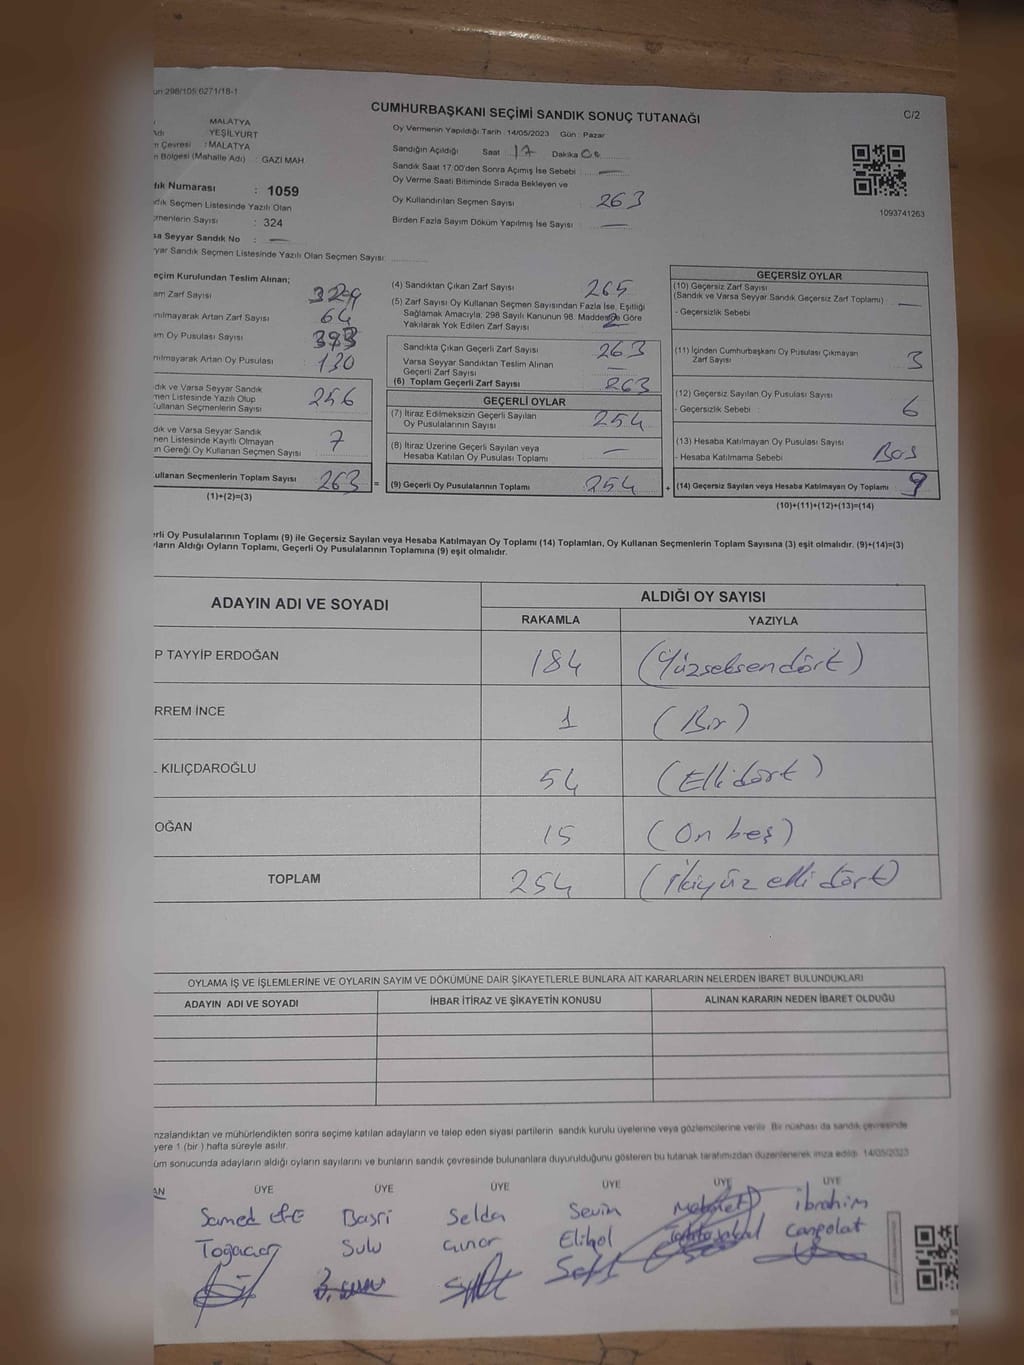 un:298/105:6271/18-1
CUMHURBAŞKANI SEÇİMİ SANDIK SONUÇ TUTANAĞI
C/2
MALATYA
YEŞİLYURT
n Çevresi : MALATYA
n Bölgesi (Mahalle Adı) : GAZI MAH.
Oy Vermenin Yapıldığı Tarih : 14/05/2023 Gün : Pazar
Sandığın Açıldığı Saat 17 Dakika 00
Sandık Saat 17:00'den Sonra Açımış İse Sebebi —
Oy Verme Saati Bitiminde Sırada Bekleyen ve
Oy Kullandırılan Seçmen Sayısı : 263
Birden Fazla Sayım Döküm Yapılmış İse Sayısı : —
1093741263
dık Numarası : 1059
dık Seçmen Listesinde Yazılı Olan
çmenlerin Sayısı : 324
sa Seyyar Sandık No : —
yyar Sandık Seçmen Listesinde Yazılı Olan Seçmen Sayısı:
eçim Kurulundan Teslim Alınan;
am Zarf Sayısı
anılmayarak Artan Zarf Sayısı : 64
am Oy Pusulası Sayısı
anılmayarak Artan Oy Pusulası : 130
dık ve Varsa Seyyar Sandık
men Listesinde Yazılı Olup
Kullanan Seçmenlerin Sayısı 256
dık ve Varsa Seyyar Sandık
nen Listesinde Kayıtlı Olmayan
ın Gereği Oy Kullanan Seçmen Sayısı 7
ullanan Seçmenlerin Toplam Sayısı 263 =
(1)+(2)=(3)
(4) Sandıktan Çıkan Zarf Sayısı : 265
(5) Zarf Sayısı Oy Kullanan Seçmen Sayısından Fazla İse, Eşitliği
Sağlamak Amacıyla; 298 Sayılı Kanunun 98. Maddesine Göre
Yakılarak Yok Edilen Zarf Sayısı : 2
Sandıkta Çıkan Geçerli Zarf Sayısı 263
Varsa Seyyar Sandıktan Teslim Alınan
Geçerli Zarf Sayısı —
(6) Toplam Geçerli Zarf Sayısı 263
GEÇERLİ OYLAR
(7) İtiraz Edilmeksizin Geçerli Sayılan
Oy Pusulalarının Sayısı : 254
(8) İtiraz Üzerine Geçerli Sayılan veya
Hesaba Katılan Oy Pusulası Toplamı : —
(9) Geçerli Oy Pusulalarının Toplamı : 254 +
GEÇERSİZ OYLAR
(10) Geçersiz Zarf Sayısı
(Sandık ve Varsa Seyyar Sandık Geçersiz Zarf Toplamı) : —
- Geçersizlik Sebebi
(11) İçinden Cumhurbaşkanı Oy Pusulası Çıkmayan
Zarf Sayısı : 3
(12) Geçersiz Sayılan Oy Pusulası Sayısı
- Geçersizlik Sebebi : 6
(13) Hesaba Katılmayan Oy Pusulası Sayısı
- Hesaba Katılmama Sebebi : Boş
(14) Geçersiz Sayılan veya Hesaba Katılmayan Oy Toplamı : 9
(10)+(11)+(12)+(13)=(14)
erli Oy Pusulalarının Toplamı (9) ile Geçersiz Sayılan veya Hesaba Katılmayan Oy Toplamı (14) Toplamları, Oy Kullanan Seçmenlerin Toplam Sayısına (3) eşit olmalıdır. (9)+(14)=(3)
yların Aldığı Oyların Toplamı, Geçerli Oy Pusulalarının Toplamına (9) eşit olmalıdır.
ADAYIN ADI VE SOYADI
ALDIĞI OY SAYISI
RAKAMLA YAZIYLA
P TAYYİP ERDOĞAN 184 (Yüzseksendört)
RREM İNCE 1 (Bir)
KILIÇDAROĞLU 54 (Ellidört)
OĞAN 15 (On beş)
TOPLAM 254 (ikiyüz elli dört)
OYLAMA İŞ VE İŞLEMLERİNE VE OYLARIN SAYIM VE DÖKÜMÜNE DAİR ŞİKAYETLERLE BUNLARA AİT KARARLARIN NELERDEN İBARET BULUNDUKLARI
ADAYIN ADI VE SOYADI İHBAR İTİRAZ VE ŞİKAYETİN KONUSU ALINAN KARARIN NEDEN İBARET OLDUĞU
mzalandıktan ve mühürlendikten sonra seçime katılan adayların ve talep eden siyasi partilerin sandık kurulu üyelerine veya gözlemcilerine verilir. Bir nüshası da sandık çevresinde
yere 1 (bir) hafta süreyle asılır.
üm sonucunda adayların aldığı oyların sayılarını ve bunların sandık çevresinde bulunanlara duyurulduğunu gösteren bu tutanak tarafımızdan düzenlenerek imza edildi. 14/05/2023
AN ÜYE ÜYE ÜYE ÜYE ÜYE ÜYE
Samed efe Basri Selda Sevin ibrahim
Sulu Çınar Canpolat